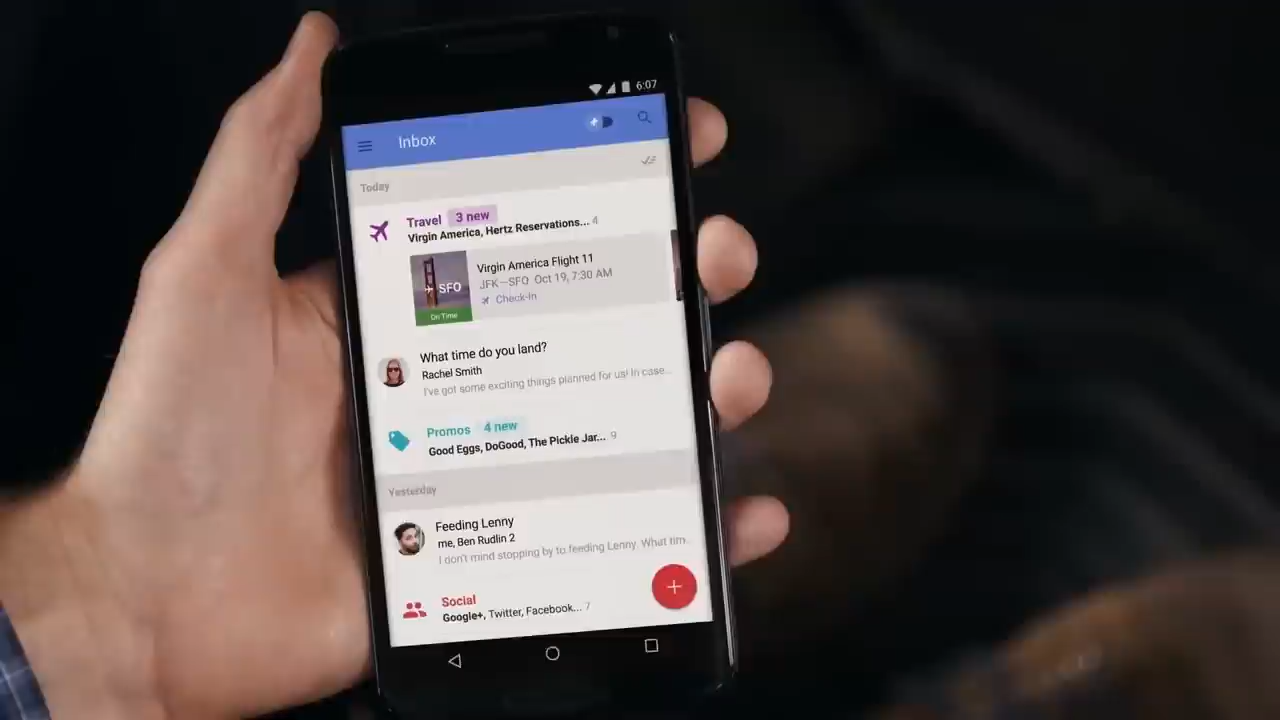 6:07
Inbox
Today
Travel 3 new
Virgin America, Hertz Reservations... 4
SFO
On Time
Virgin America Flight 11
JFK—SFO Oct 19, 7:30 AM
Check-In
What time do you land?
Rachel Smith
I've got some exciting things planned for us! In case...
Promos 4 new
Good Eggs, DoGood, The Pickle Jar... 9
Yesterday
Feeding Lenny
me, Ben Rudlin 2
I don't mind stopping by to feeding Lenny. What tim...
Social
Google+, Twitter, Facebook... 7